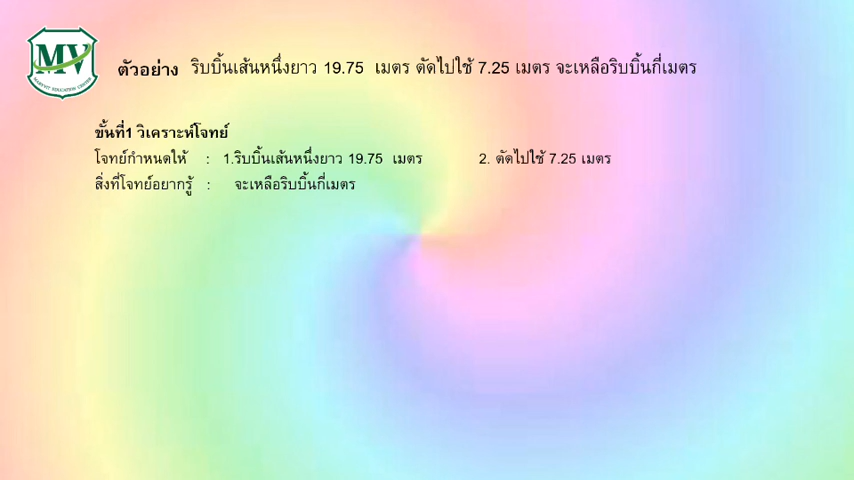 MV
MARVVIT EDUCATION CENTER
ตัวอย่าง ริบบิ้นเส้นหนึ่งยาว 19.75 เมตร ตัดไปใช้ 7.25 เมตร จะเหลือริบบิ้นกี่เมตร
ขั้นที่1 วิเคราะห์โจทย์
โจทย์กำหนดให้ : 1.ริบบิ้นเส้นหนึ่งยาว 19.75 เมตร 2. ตัดไปใช้ 7.25 เมตร
สิ่งที่โจทย์อยากรู้ : จะเหลือริบบิ้นกี่เมตร